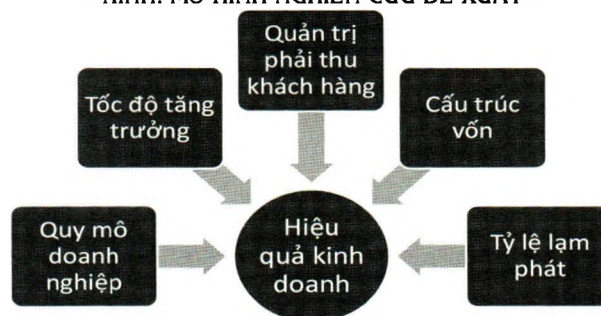 Quản trị
phải thu
khách hàng
Tốc độ tăng
trưởng
Cấu trúc
vốn
Quy mô
doanh
nghiệp
Hiệu
quả kinh
doanh
Tỷ lệ lạm
phát